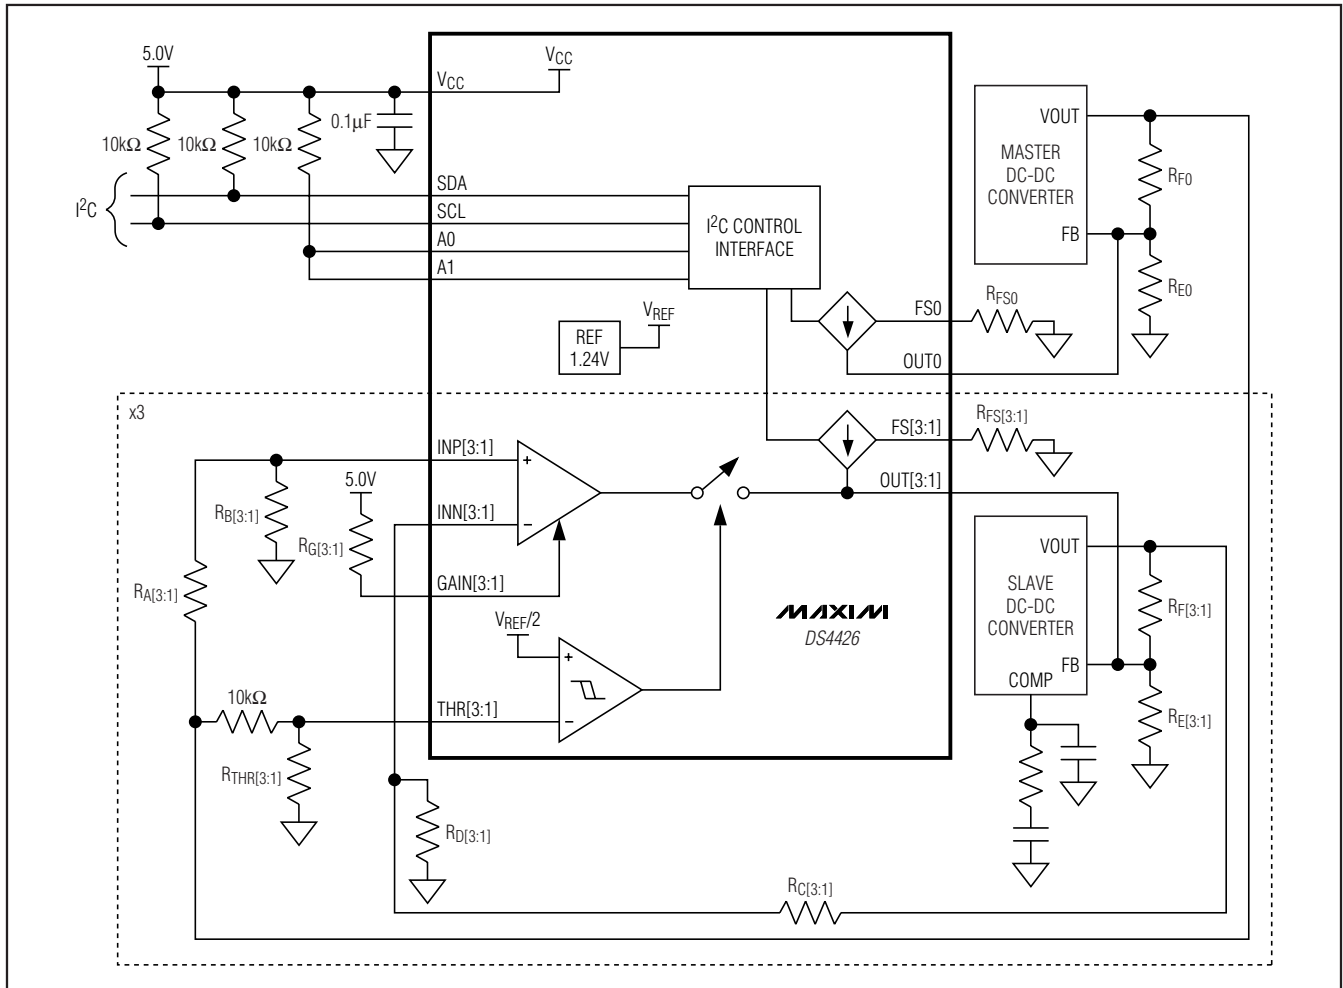 5.0V
10kΩ
10kΩ
10kΩ
0.1µF
VCC
VCC
I²C
SDA
SCL
A0
A1
I²C CONTROL
INTERFACE
REF
1.24V
VREF
FS0
RFS0
OUT0
MASTER
DC-DC
CONVERTER
VOUT
FB
RF0
RE0
x3
INP[3:1]
INN[3:1]
GAIN[3:1]
THR[3:1]
5.0V
RB[3:1]
RG[3:1]
RA[3:1]
10kΩ
RTHR[3:1]
RD[3:1]
RC[3:1]
+
−
VREF/2
+
−
FS[3:1]
RFS[3:1]
OUT[3:1]
MAXIM
DS4426
SLAVE
DC-DC
CONVERTER
VOUT
FB
COMP
RF[3:1]
RE[3:1]